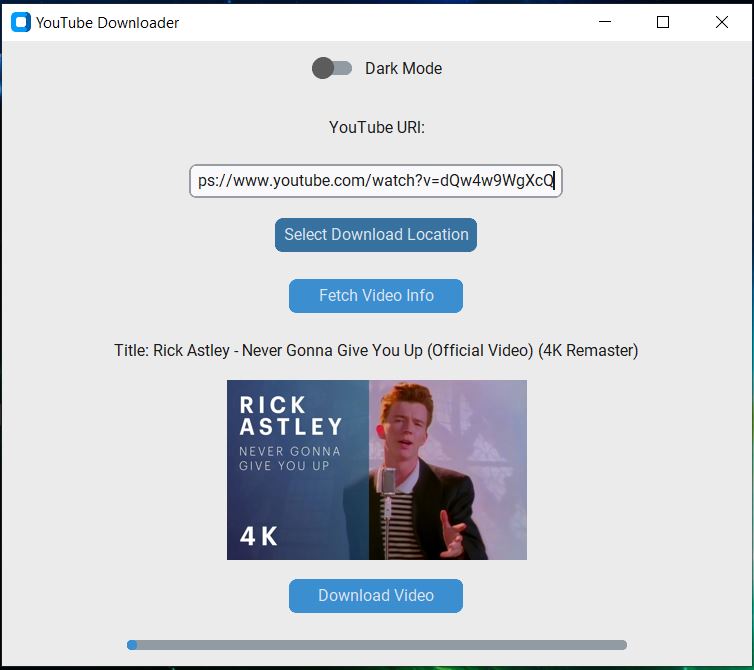 YouTube Downloader
Dark Mode
YouTube URl:
ps://www.youtube.com/watch?v=dQw4w9WgXcQ
Select Download Location
Fetch Video Info
Title: Rick Astley - Never Gonna Give You Up (Official Video) (4K Remaster)
RICK
ASTLEY
NEVER GONNA
GIVE YOU UP
4K
Download Video